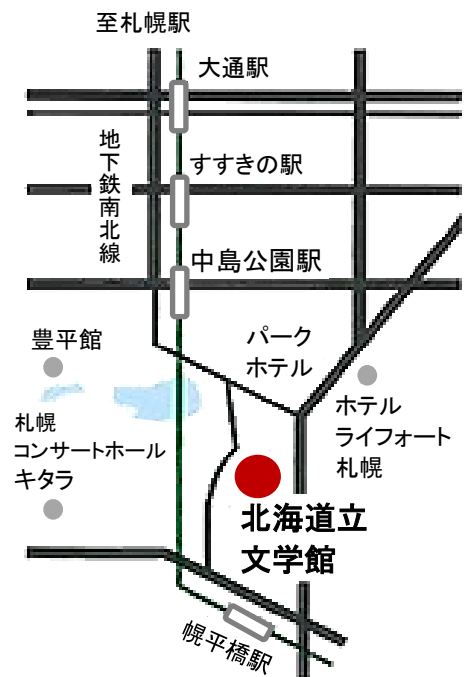 至札幌駅
大通駅
地下鉄南北線
すすきの駅
中島公園駅
豊平館
パーク
ホテル
札幌
コンサートホール
キタラ
ホテル
ライフォート
札幌
北海道立
文学館
幌平橋駅